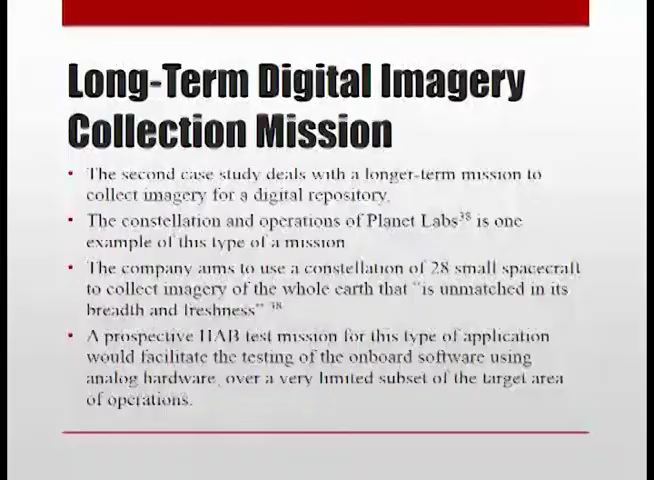 Long-Term Digital Imagery
Collection Mission
• The second case study deals with a longer-term mission to
collect imagery for a digital repository.
• The constellation and operations of Planet Labs³⁸ is one
example of this type of a mission
• The company aims to use a constellation of 28 small spacecraft
to collect imagery of the whole earth that “is unmatched in its
breadth and freshness” ³⁸
• A prospective HAB test mission for this type of application
would facilitate the testing of the onboard software using
analog hardware, over a very limited subset of the target area
of operations.